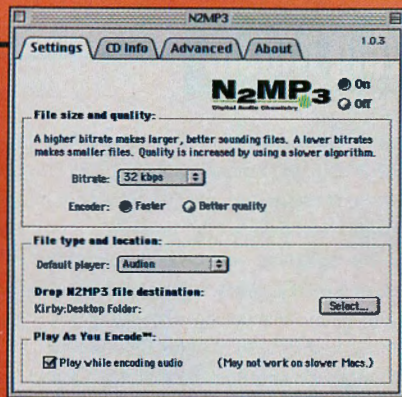 N2MP3
Settings CD Info Advanced About 1.0.3
N2MP3
Digital Audio Chemistry
On
Off
File size and quality:
A higher bitrate makes larger, better sounding files. A lower bitrates
makes smaller files. Quality is increased by using a slower algorithm.
Bitrate: 32 kbps
Encoder: Faster Better quality
File type and location:
Default player: Audion
Drop N2MP3 file destination:
Kirby:Desktop Folder:
Select...
Play As You Encode™:
Play while encoding audio (May not work on slower Macs.)